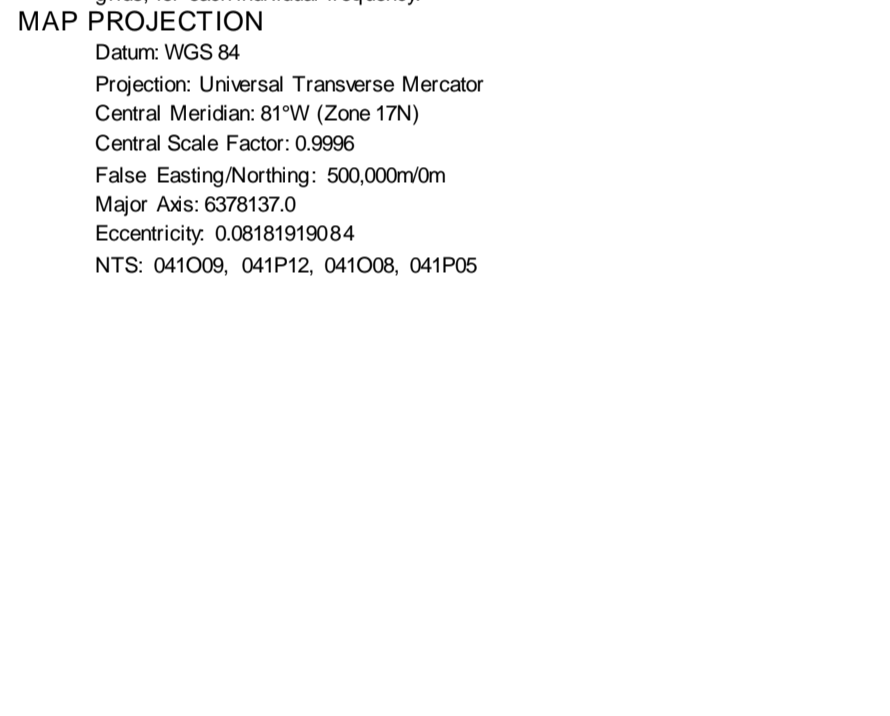 MAP PROJECTION
Datum: WGS 84
Projection: Universal Transverse Mercator
Central Meridian: 81°W (Zone 17N)
Central Scale Factor: 0.9996
False Easting/Northing: 500,000m/0m
Major Axis: 6378137.0
Eccentricity: 0.08181919084
NTS: 041O09, 041P12, 041O08, 041P05